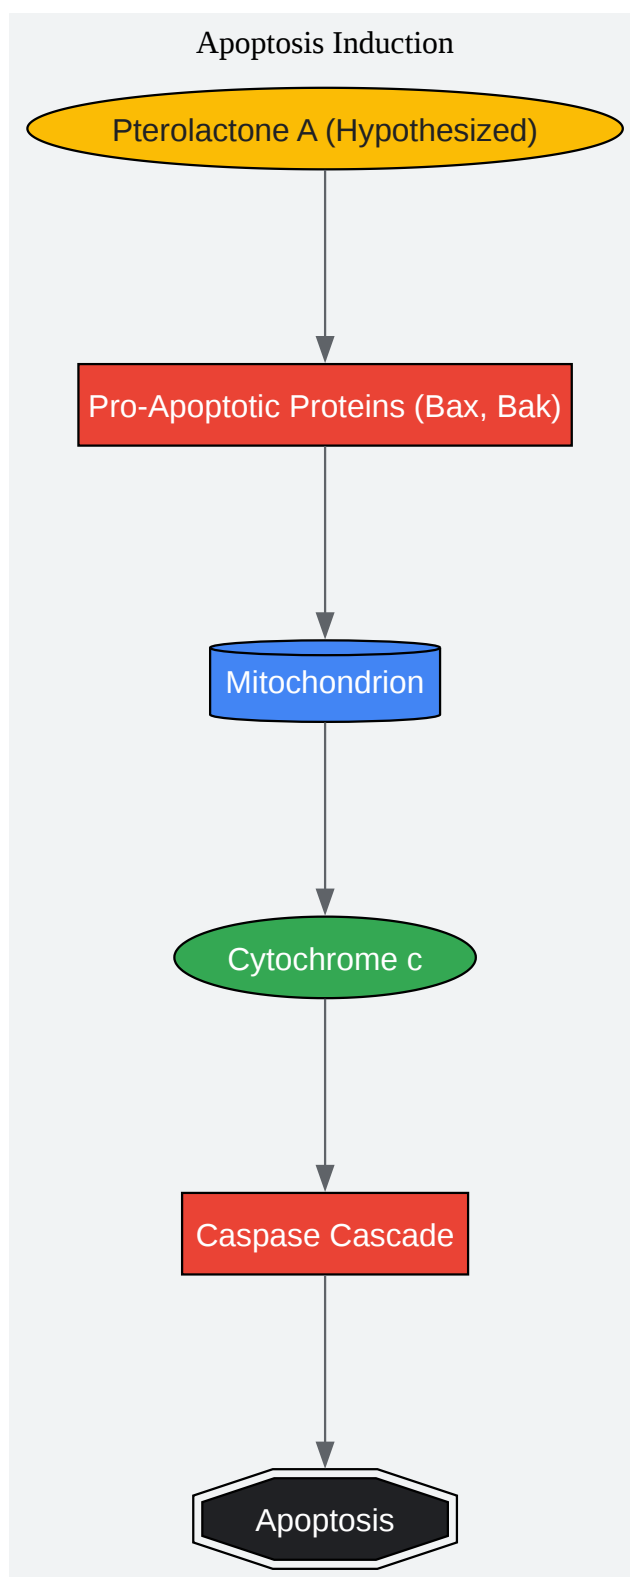 Apoptosis Induction
Pterolactone A (Hypothesized)
Pro-Apoptotic Proteins (Bax, Bak)
Mitochondrion
Cytochrome c
Caspase Cascade
Apoptosis